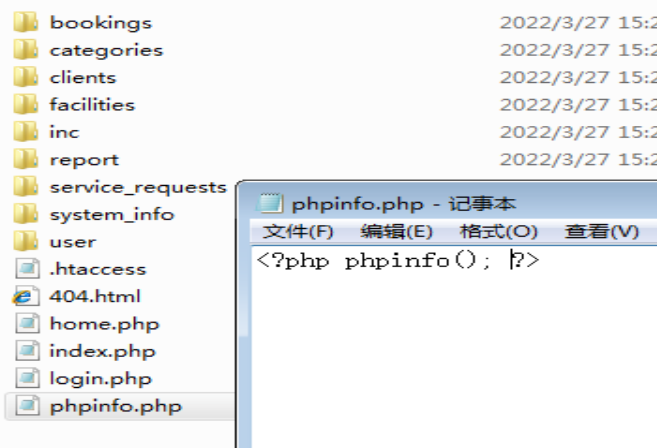 bookings 2022/3/27 15:2
categories 2022/3/27 15:2
clients 2022/3/27 15:2
facilities 2022/3/27 15:2
inc 2022/3/27 15:2
report 2022/3/27 15:2
service_requests
phpinfo.php - 记事本
system_info
文件(F) 编辑(E) 格式(O) 查看(V)
user
<?php phpinfo(); ?>
.htaccess
404.html
home.php
index.php
login.php
phpinfo.php